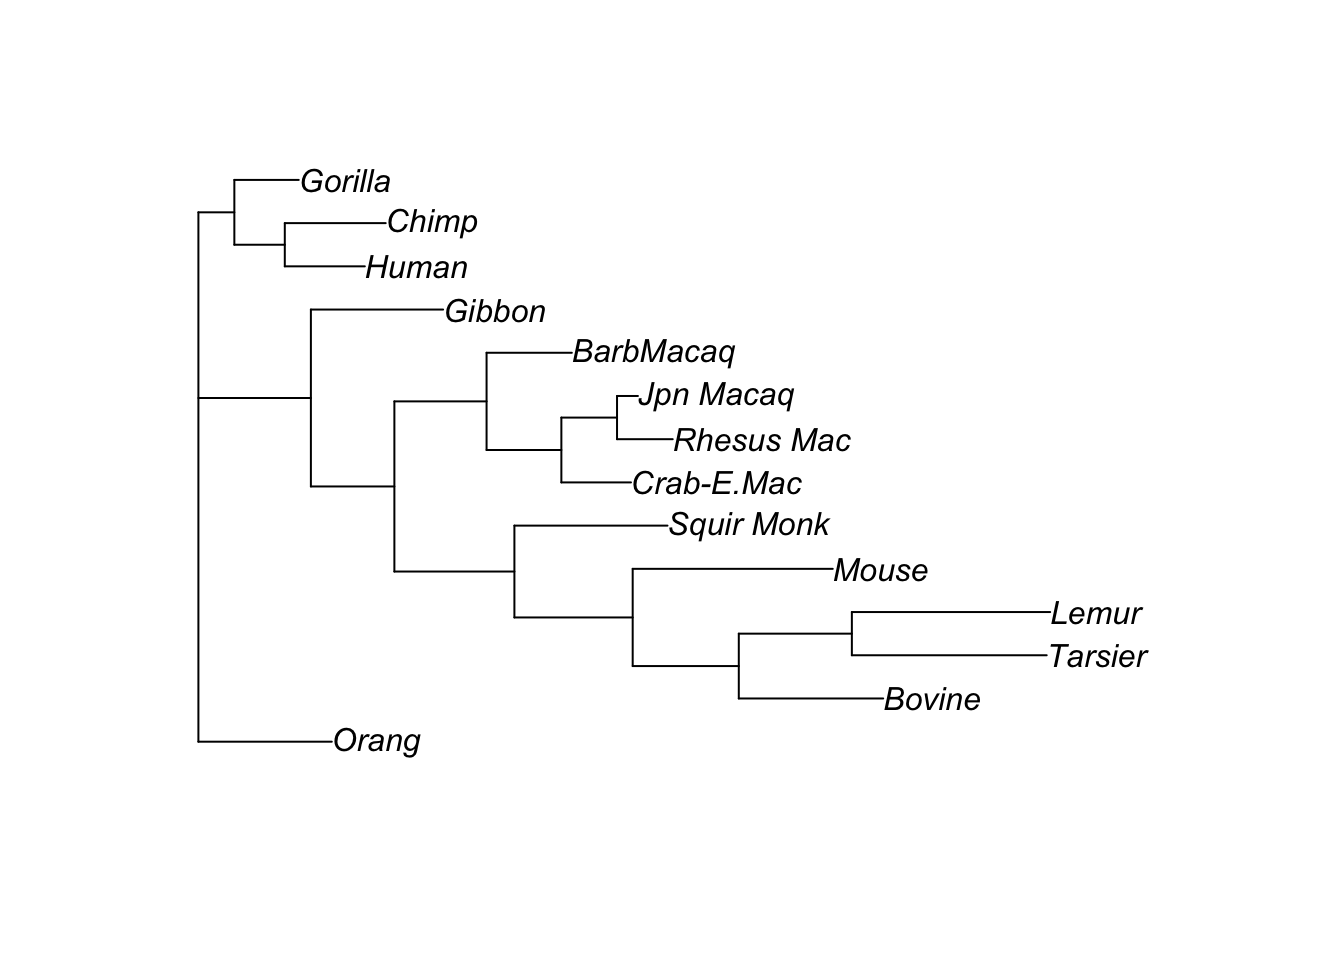 Gorilla
Chimp
Human
Gibbon
BarbMacaq
Jpn Macaq
Rhesus Mac
Crab-E.Mac
Squir Monk
Mouse
Lemur
Tarsier
Bovine
Orang